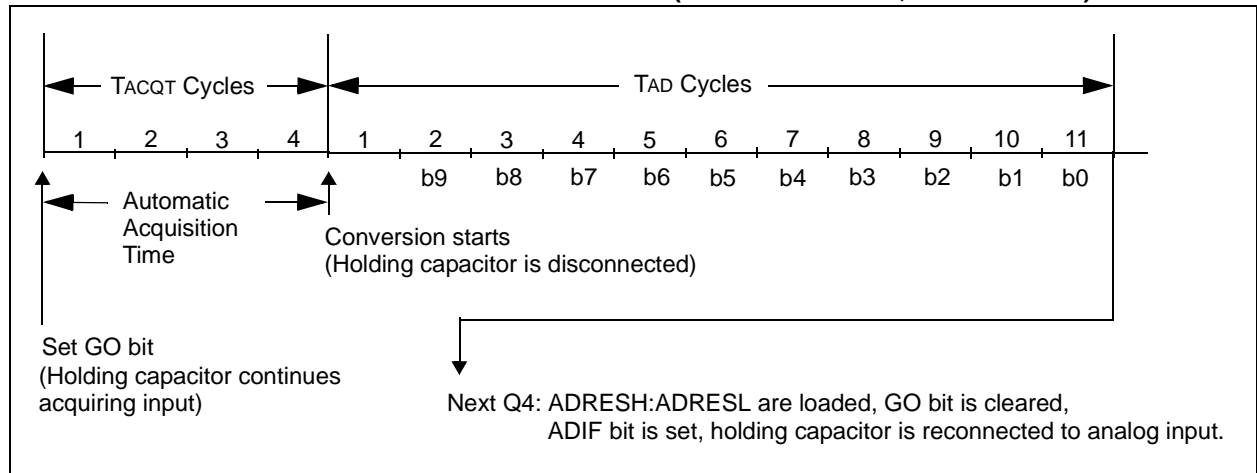 TACQT Cycles
TAD Cycles
1 2 3 4 1 2 3 4 5 6 7 8 9 10 11
b9 b8 b7 b6 b5 b4 b3 b2 b1 b0
Automatic
Acquisition
Time
Conversion starts
(Holding capacitor is disconnected)
Set GO bit
(Holding capacitor continues
acquiring input)
Next Q4: ADRESH:ADRESL are loaded, GO bit is cleared,
ADIF bit is set, holding capacitor is reconnected to analog input.